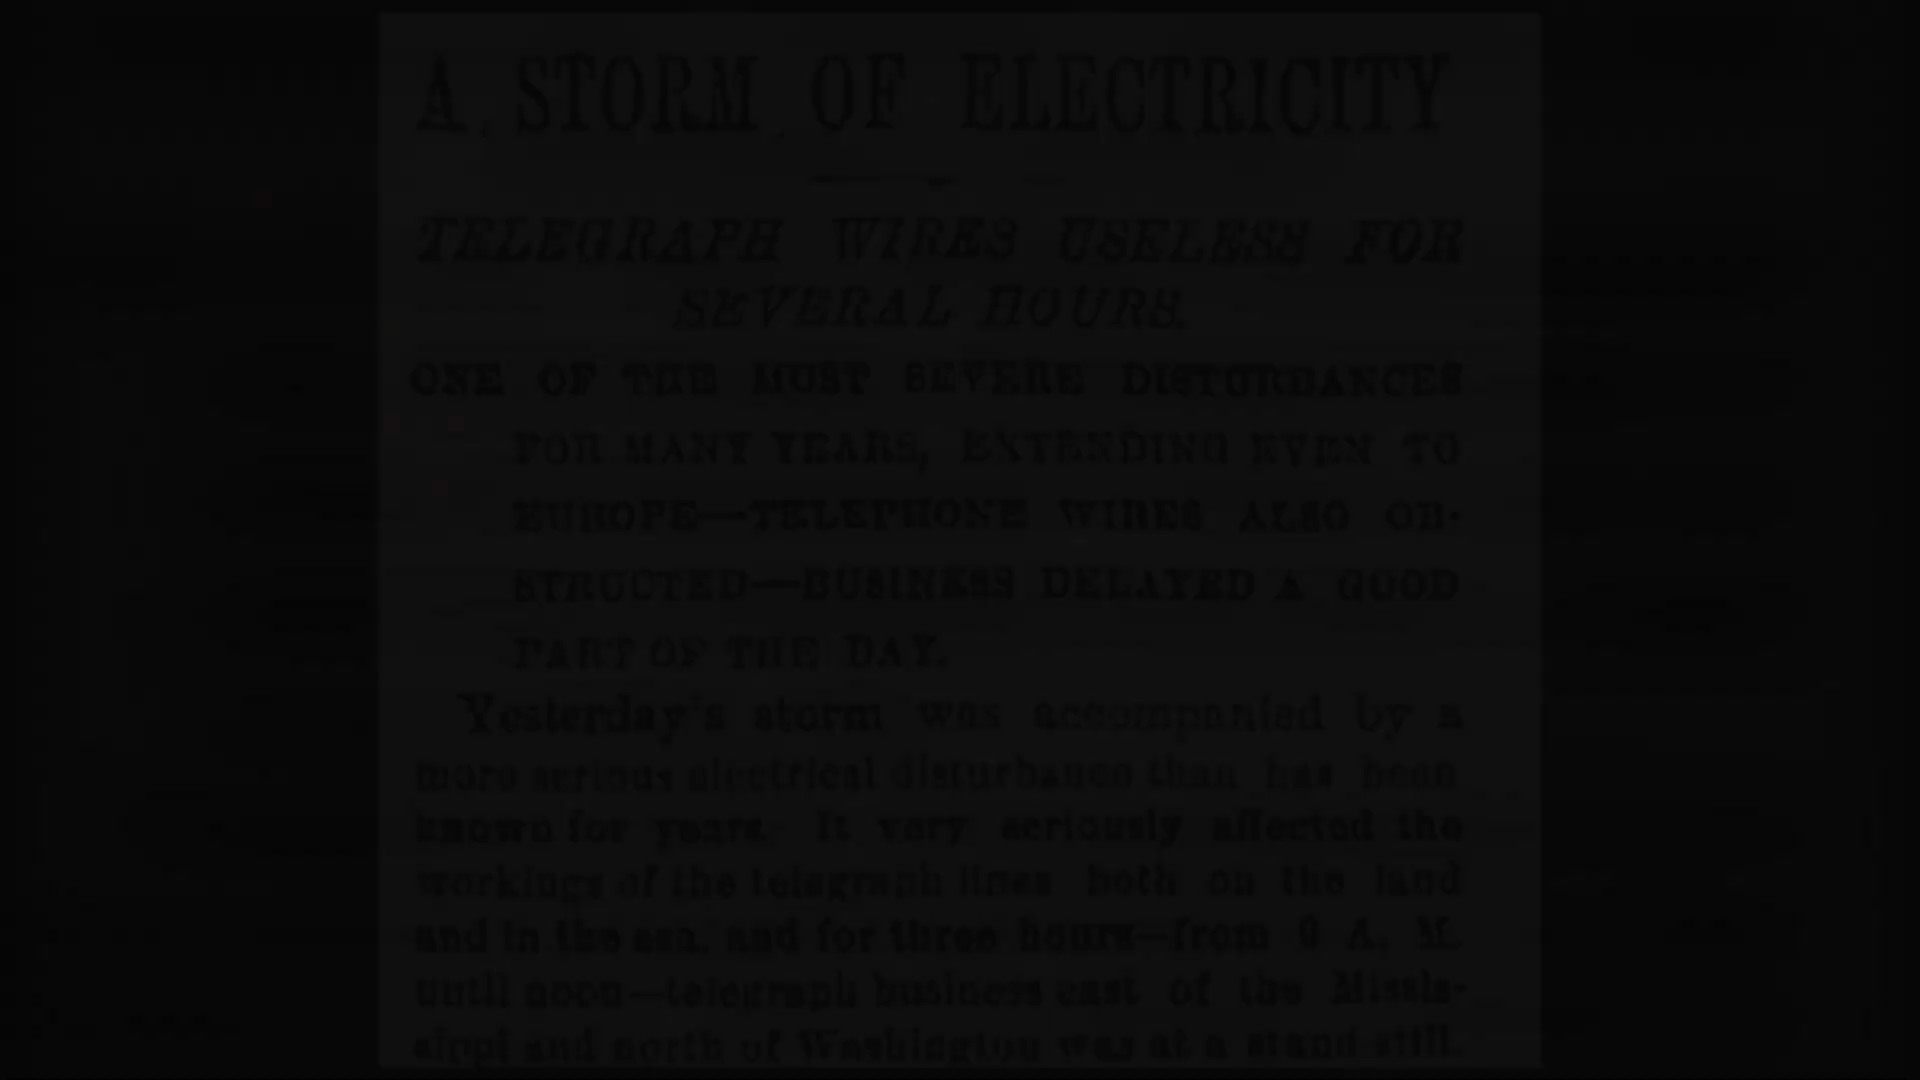 A STORM OF ELECTRICITY
TELEGRAPH WIRES USELESS FOR
SEVERAL HOURS.
ONE OF THE MOST SEVERE DISTURBANCES
FOR MANY YEARS, EXTENDING EVEN TO
EUROPE—TELEPHONE WIRES ALSO OB-
STRUCTED—BUSINESS DELAYED A GOOD
PART OF THE DAY.
Yesterday's storm was accompanied by a
more serious electrical disturbance than has been
known for years. It very seriously affected the
workings of the telegraph lines both on the land
and in the sea, and for three hours—from 9 A. M.
until noon—telegraph business east of the Missis-
sippi and north of Washington was at a stand still.